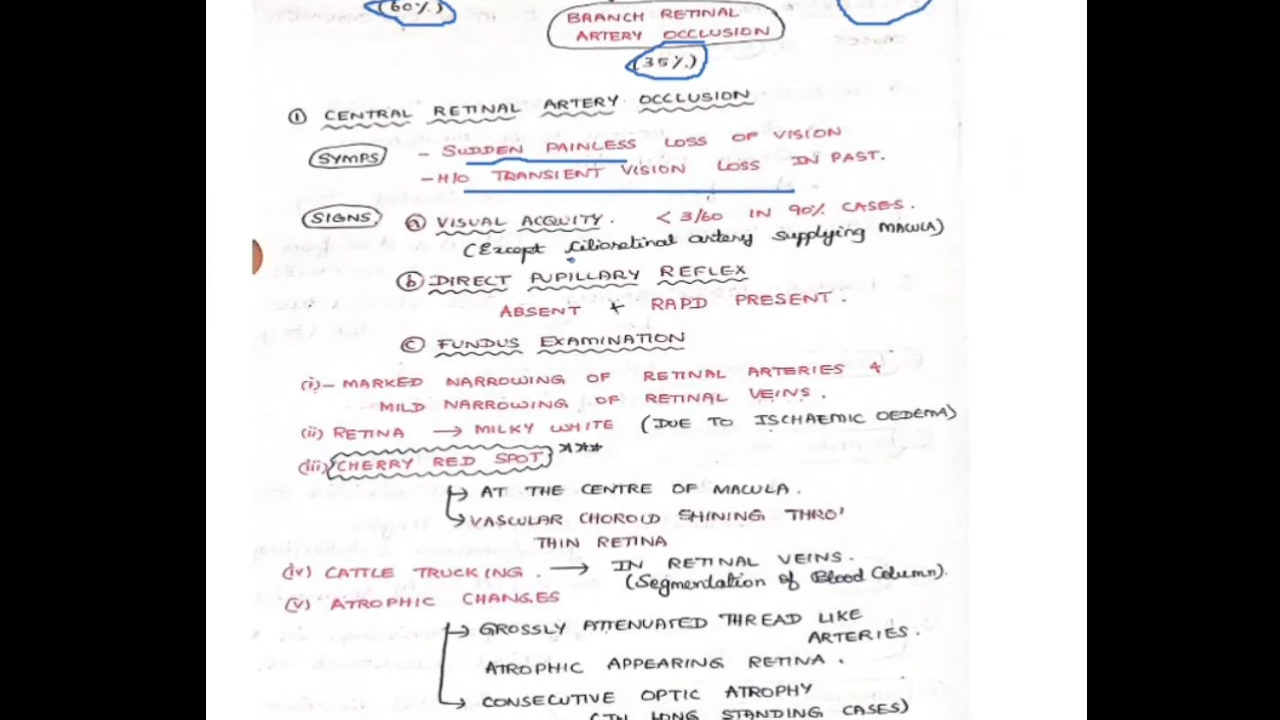 (60%)
BRANCH RETINAL
ARTERY OCCLUSION
(35%)
① CENTRAL RETINAL ARTERY OCCLUSION
SYMPS - SUDDEN PAINLESS LOSS OF VISION
- H/O TRANSIENT VISION LOSS IN PAST.
SIGNS ⓐ VISUAL ACQUITY. < 3/60 IN 90% CASES.
(Except cilioretinal artery supplying MACULA)
ⓑ DIRECT PUPILLARY REFLEX
ABSENT + RAPD PRESENT.
ⓒ FUNDUS EXAMINATION
(i) - MARKED NARROWING OF RETINAL ARTERIES &
MILD NARROWING OF RETINAL VEINS.
(ii) RETINA → MILKY WHITE (DUE TO ISCHAEMIC OEDEMA)
(iii) CHERRY RED SPOT ***
↳ AT THE CENTRE OF MACULA.
↳ VASCULAR CHOROID SHINING THRO'
THIN RETINA
(iv) CATTLE TRUCKING. → IN RETINAL VEINS.
(Segmentation of Blood Column).
(v) ATROPHIC CHANGES
↳ GROSSLY ATTENUATED THREAD LIKE
ARTERIES.
ATROPHIC APPEARING RETINA.
↳ CONSECUTIVE OPTIC ATROPHY
(IN LONG STANDING CASES)